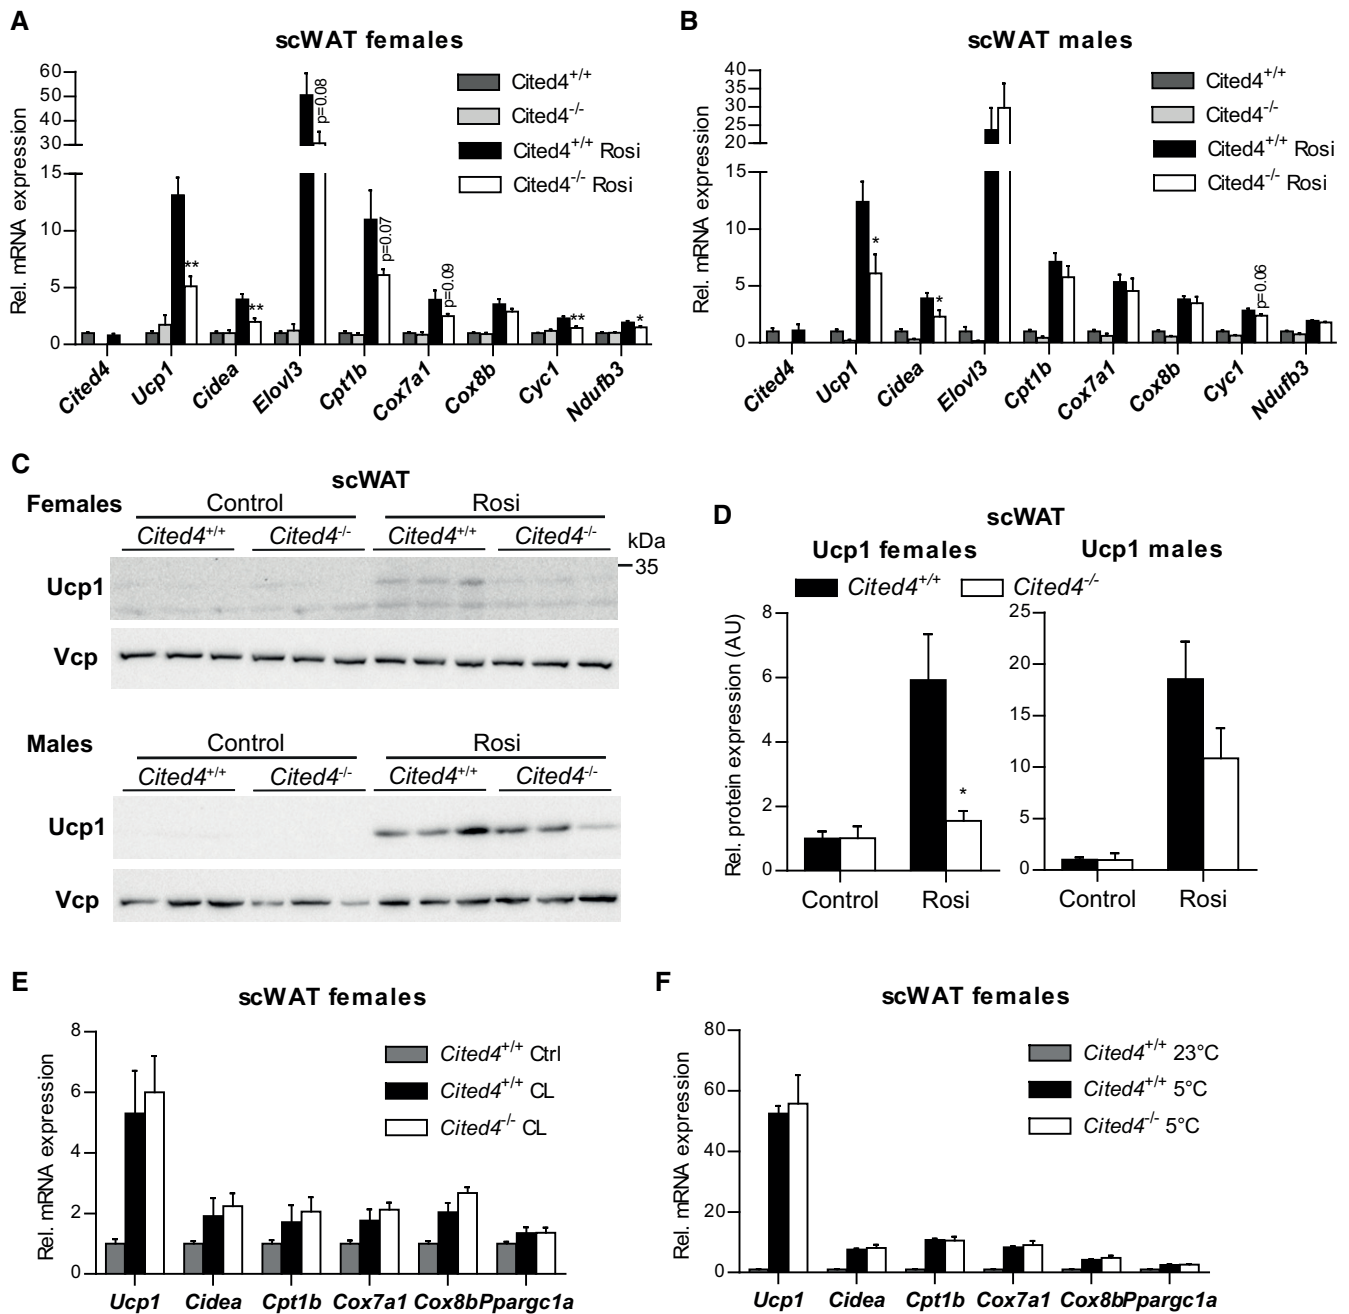 A
scWAT females
Rel. mRNA expression
60
50
40
30
15
10
5
0
Cited4+/+
Cited4-/-
Cited4+/+ Rosi
Cited4-/- Rosi
**
**
p=0.08
p=0.07
p=0.09
**
*
Cited4 Ucp1 Cidea Elovl3 Cpt1b Cox7a1 Cox8b Cyc1 Ndufb3
B
scWAT males
Rel. mRNA expression
40
35
30
25
20
15
10
5
0
Cited4+/+
Cited4-/-
Cited4+/+ Rosi
Cited4-/- Rosi
*
*
p=0.06
Cited4 Ucp1 Cidea Elovl3 Cpt1b Cox7a1 Cox8b Cyc1 Ndufb3
C
scWAT
Females Control Rosi
Cited4+/+ Cited4-/- Cited4+/+ Cited4-/- kDa
35
Ucp1
Vcp
Males Control Rosi
Cited4+/+ Cited4-/- Cited4+/+ Cited4-/-
Ucp1
Vcp
D
scWAT
Ucp1 females Ucp1 males
Cited4+/+ Cited4-/-
Rel. protein expression (AU)
8
6
4
2
0
*
Control Rosi
25
20
15
10
5
0
Control Rosi
E
scWAT females
Rel. mRNA expression
8
6
4
2
0
Cited4+/+ Ctrl
Cited4+/+ CL
Cited4-/- CL
Ucp1 Cidea Cpt1b Cox7a1 Cox8b Ppargc1a
F
scWAT females
Rel. mRNA expression
80
60
40
20
0
Cited4+/+ 23°C
Cited4+/+ 5°C
Cited4-/- 5°C
Ucp1 Cidea Cpt1b Cox7a1 Cox8b Ppargc1a